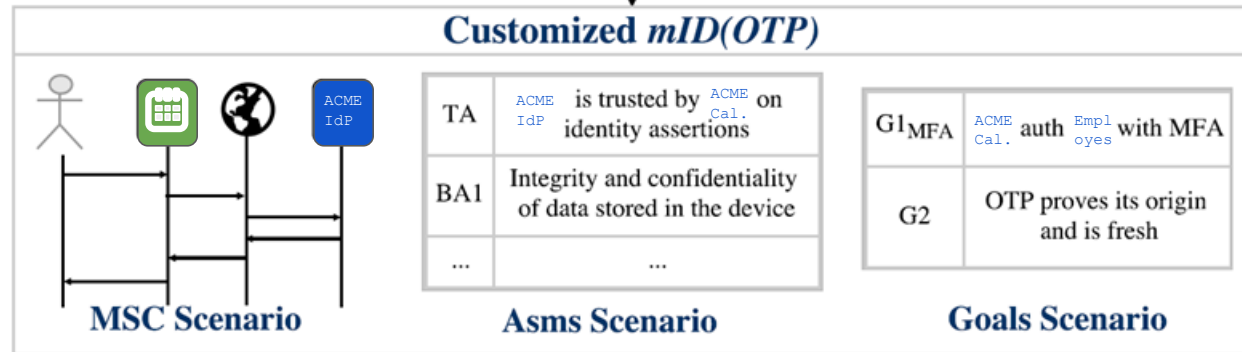 Customized mID(OTP)
ACME
IdP
MSC Scenario
TA
ACME IdP is trusted by ACME Cal. on
identity assertions
BA1
Integrity and confidentiality
of data stored in the device
...
...
Asms Scenario
G1MFA
ACME Cal. auth Empl oyes with MFA
G2
OTP proves its origin
and is fresh
Goals Scenario